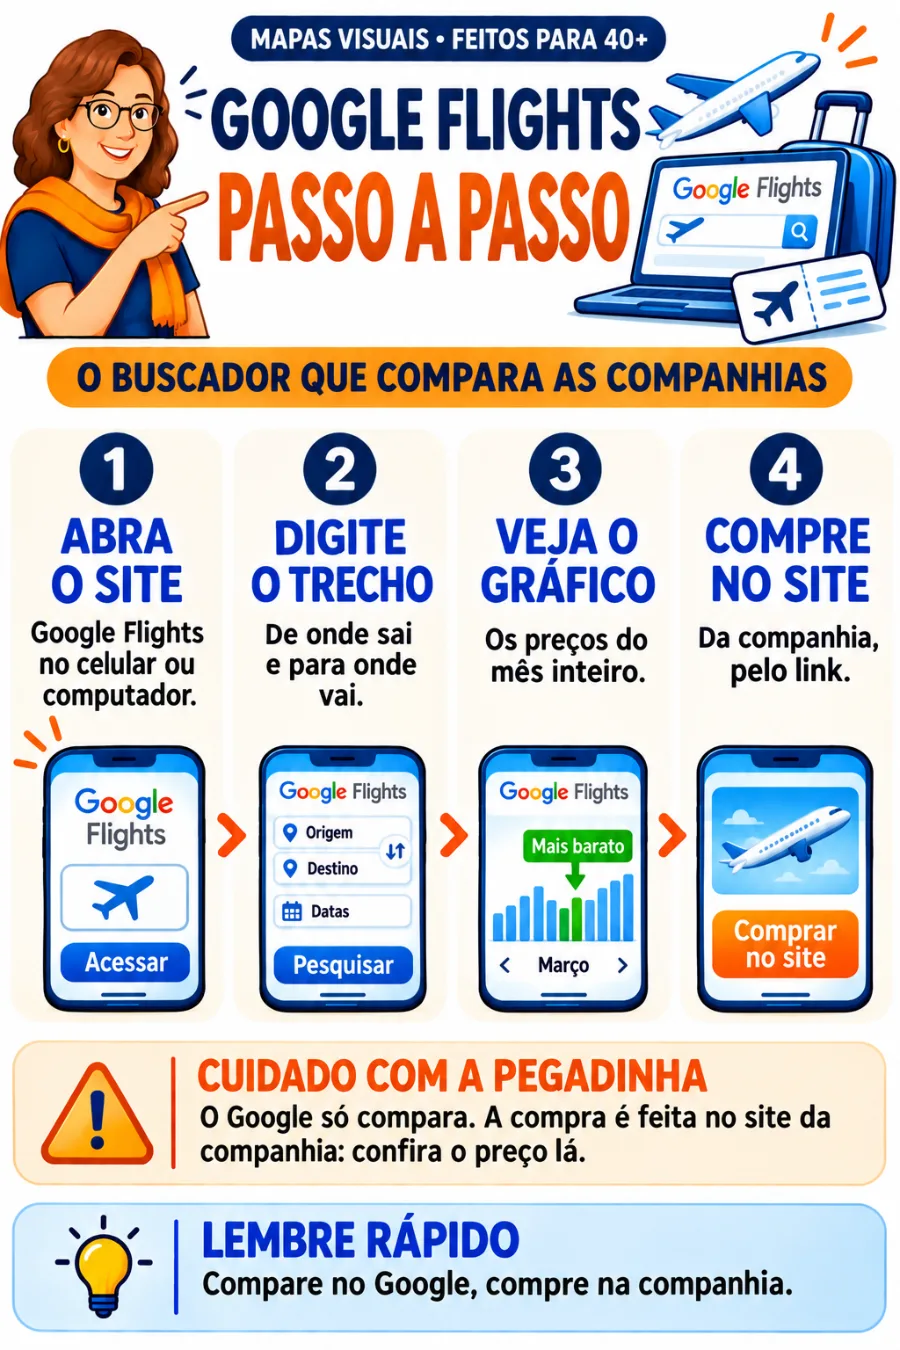 MAPAS VISUAIS • FEITOS PARA 40+
GOOGLE FLIGHTS
PASSO A PASSO
Google Flights
O BUSCADOR QUE COMPARA AS COMPANHIAS
1
ABRA
O SITE
Google Flights
no celular ou
computador.
Google
Flights
Acessar
2
DIGITE
O TRECHO
De onde sai
e para onde
vai.
Google Flights
Origem
Destino
Datas
Pesquisar
3
VEJA O
GRÁFICO
Os preços do
mês inteiro.
Google Flights
Mais barato
Março
4
COMPRE
NO SITE
Da companhia,
pelo link.
Comprar
no site
CUIDADO COM A PEGADINHA
O Google só compara. A compra é feita no site da
companhia: confira o preço lá.
LEMBRE RÁPIDO
Compare no Google, compre na companhia.